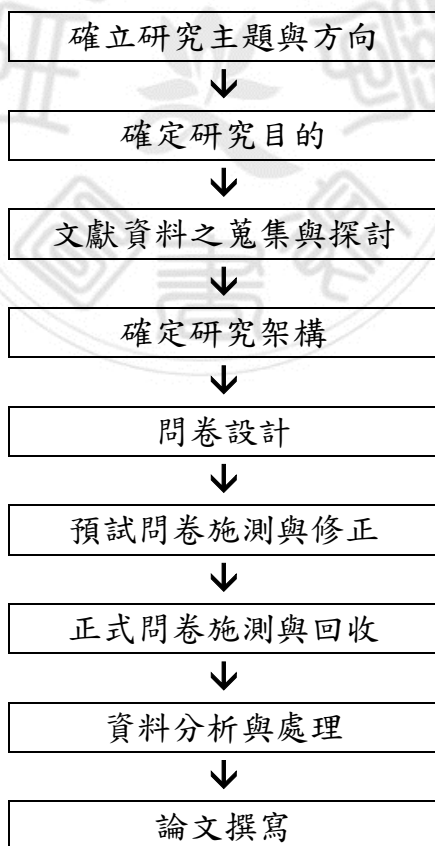 確立研究主題與方向
確定研究目的
文獻資料之蒐集與探討
確定研究架構
問卷設計
預試問卷施測與修正
正式問卷施測與回收
資料分析與處理
論文撰寫